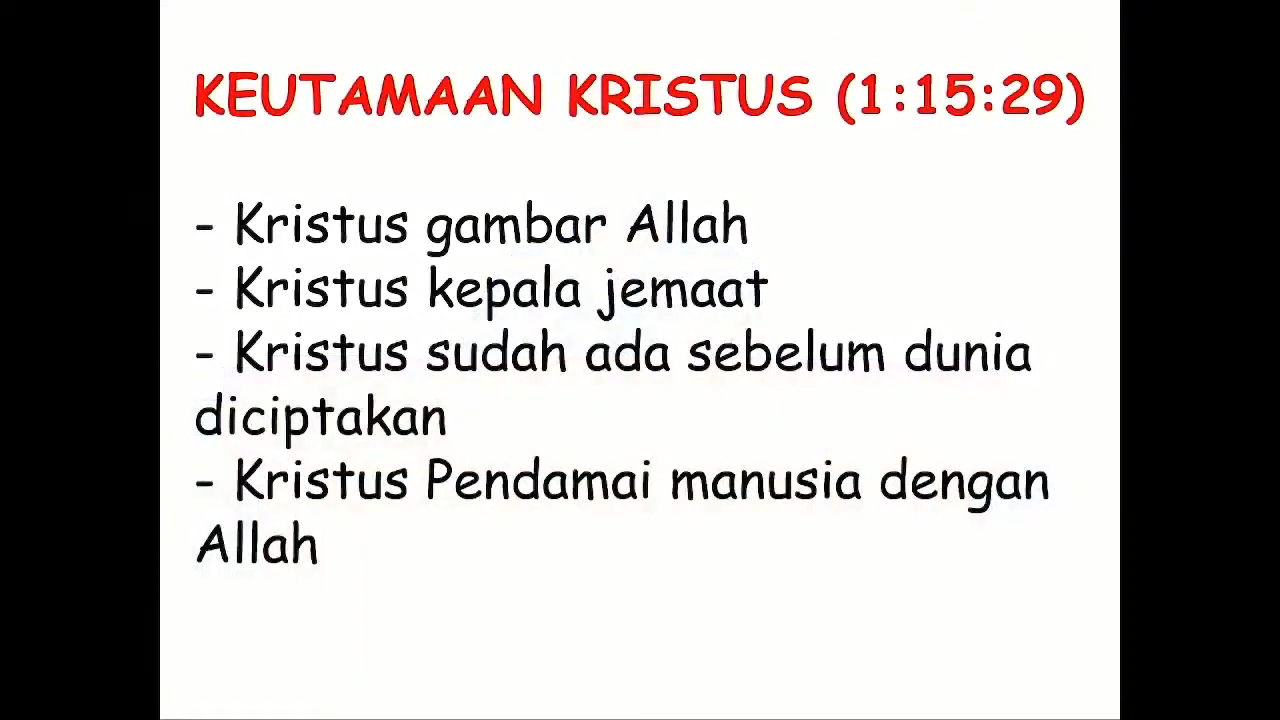 KEUTAMAAN KRISTUS (1:15:29)
- Kristus gambar Allah
- Kristus kepala jemaat
- Kristus sudah ada sebelum dunia
diciptakan
- Kristus Pendamai manusia dengan
Allah